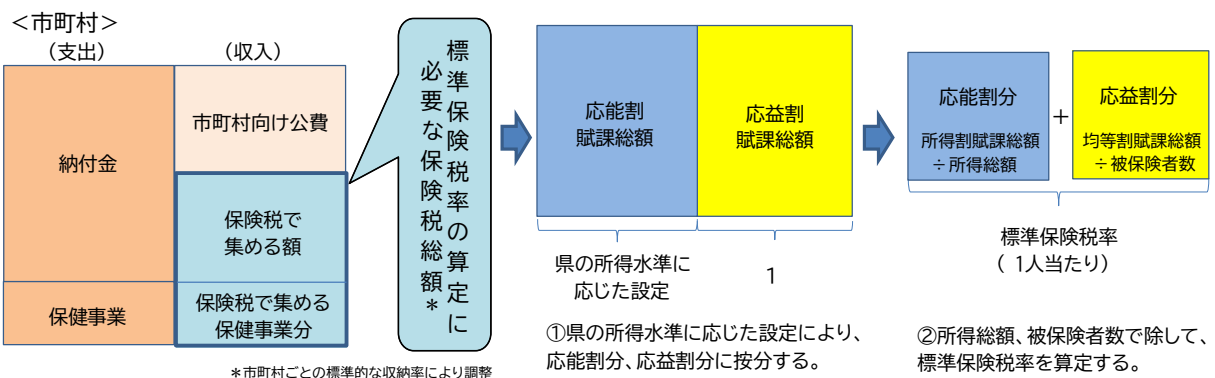 ＜市町村＞
（支出）
（収入）
納付金
保健事業
市町村向け公費
保険税で
集める額
保険税で集める
保健事業分
標準保険税率の算定に
必要な保険税総額＊
＊市町村ごとの標準的な収納率により調整
応能割
賦課総額
応益割
賦課総額
県の所得水準に
応じた設定
1
①県の所得水準に応じた設定により、
応能割分、応益割分に按分する。
応能割分
所得割賦課総額
÷所得総額
＋
応益割分
均等割賦課総額
÷被保険者数
標準保険税率
（ 1人当たり）
②所得総額、被保険者数で除して、
標準保険税率を算定する。